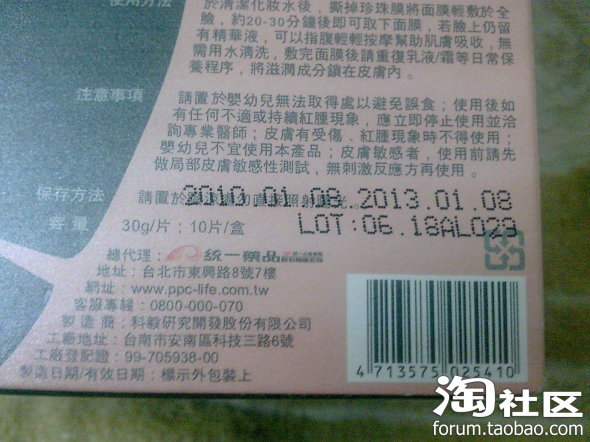 使用方法
於清潔化妝水後，撕掉珍珠膜將面膜輕敷於全
臉，約20-30分鐘後即可取下面膜，若臉上仍留
有精華液，可以指腹輕輕按摩幫助肌膚吸收，無
需用水清洗，敷完面膜後請重復乳液/霜等日常保
養程序，將滋潤成分鎖在皮膚內。
注意事項
請置於嬰幼兒無法取得處以避免誤食；使用後如
有任何不適或持續紅腫現象，應立即停止使用並洽
詢專業醫師；皮膚有受傷、紅腫現象時不得使用；
嬰幼兒不宜使用本產品；皮膚敏感者，使用前請先
做局部皮膚敏感性測試，無刺激反應方再使用。
保存方法
請置於
直接照射
2010.01.08.2013.01.08
容量
30g/片；10片/盒
LOT:06.18AL023
總代理：統一藥品
地址：台北市東興路8號7樓
網址：www.ppc-life.com.tw
客服專綫：0800-000-070
製造商：科毅研究開發股份有限公司
工廠地址：台南市安南區科技三路6號
工廠登記證：99-705938-00
製造日期/有效日期：標示外包裝上
4713575025410
淘社区
forum.taobao.com